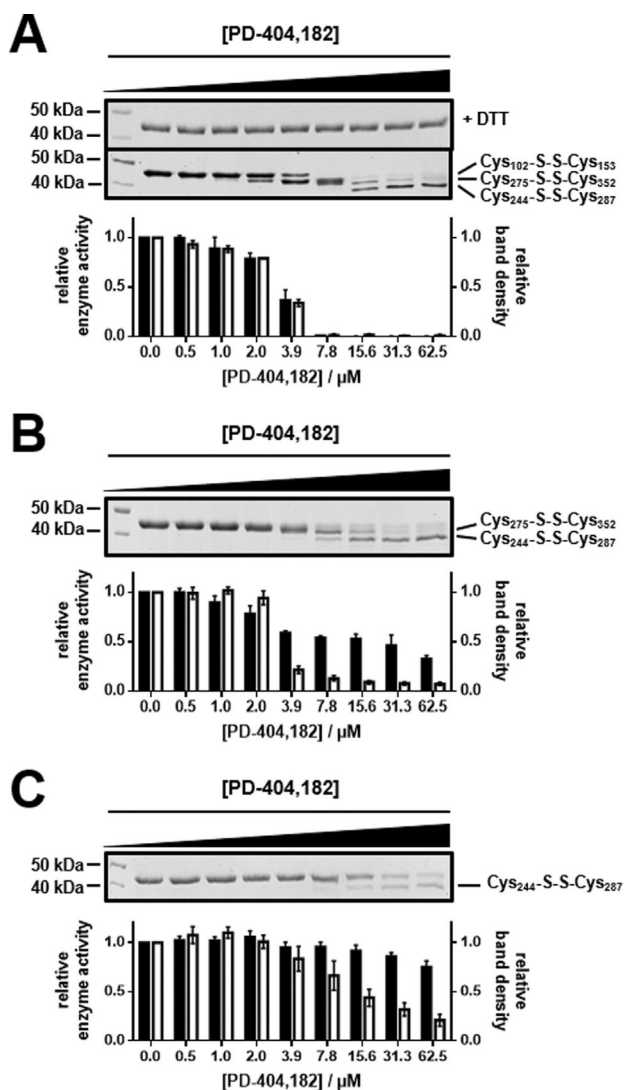 A
[PD-404,182]
50 kDa
40 kDa
+ DTT
50 kDa
40 kDa
Cys102-S-S-Cys153
Cys275-S-S-Cys352
Cys244-S-S-Cys287
relative enzyme activity
1.0
0.5
0.0
1.0
0.5
0.0
relative band density
0.0 0.5 1.0 2.0 3.9 7.8 15.6 31.3 62.5
[PD-404,182] / µM
B
[PD-404,182]
50 kDa
40 kDa
Cys275-S-S-Cys352
Cys244-S-S-Cys287
relative enzyme activity
1.0
0.5
0.0
1.0
0.5
0.0
relative band density
0.0 0.5 1.0 2.0 3.9 7.8 15.6 31.3 62.5
[PD-404,182] / µM
C
[PD-404,182]
50 kDa
40 kDa
Cys244-S-S-Cys287
relative enzyme activity
1.0
0.5
0.0
1.0
0.5
0.0
relative band density
0.0 0.5 1.0 2.0 3.9 7.8 15.6 31.3 62.5
[PD-404,182] / µM